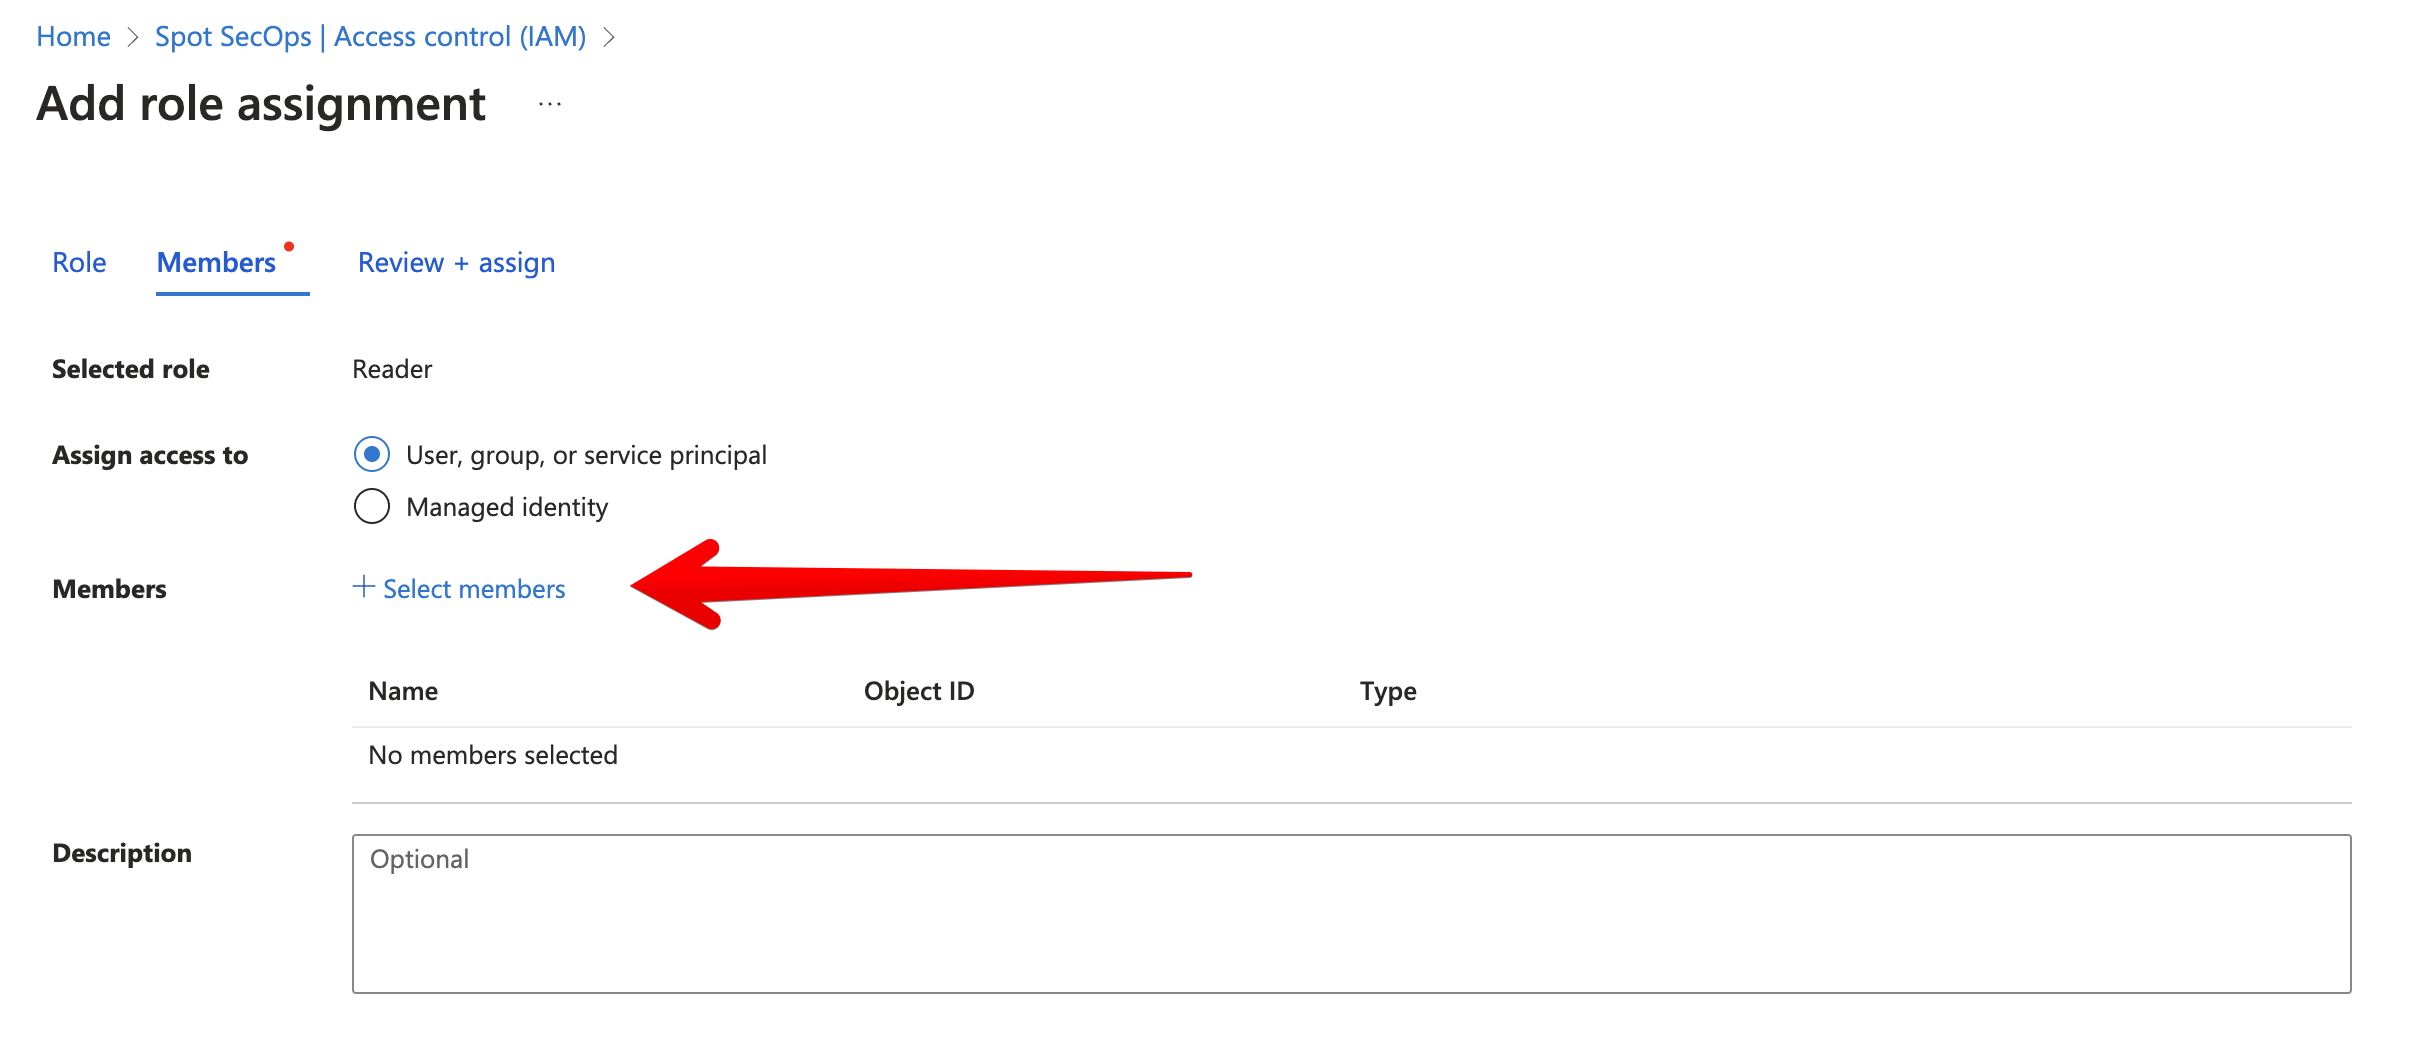 Home > Spot SecOps | Access control (IAM) >
Add role assignment ...
Role Members Review + assign
Selected role Reader
Assign access to User, group, or service principal
Managed identity
Members + Select members
Name Object ID Type
No members selected
Description Optional